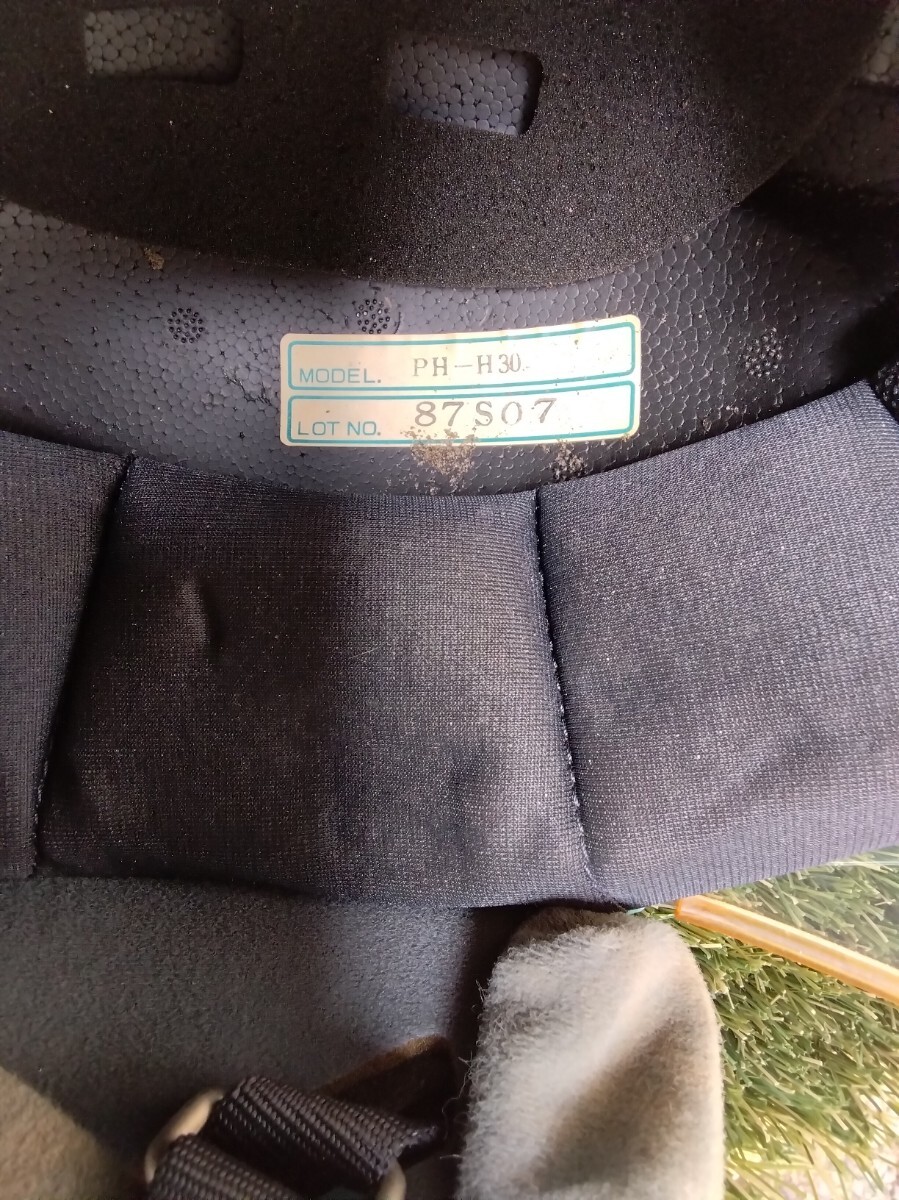 MODEL. PH-H30
LOT NO. 87S07